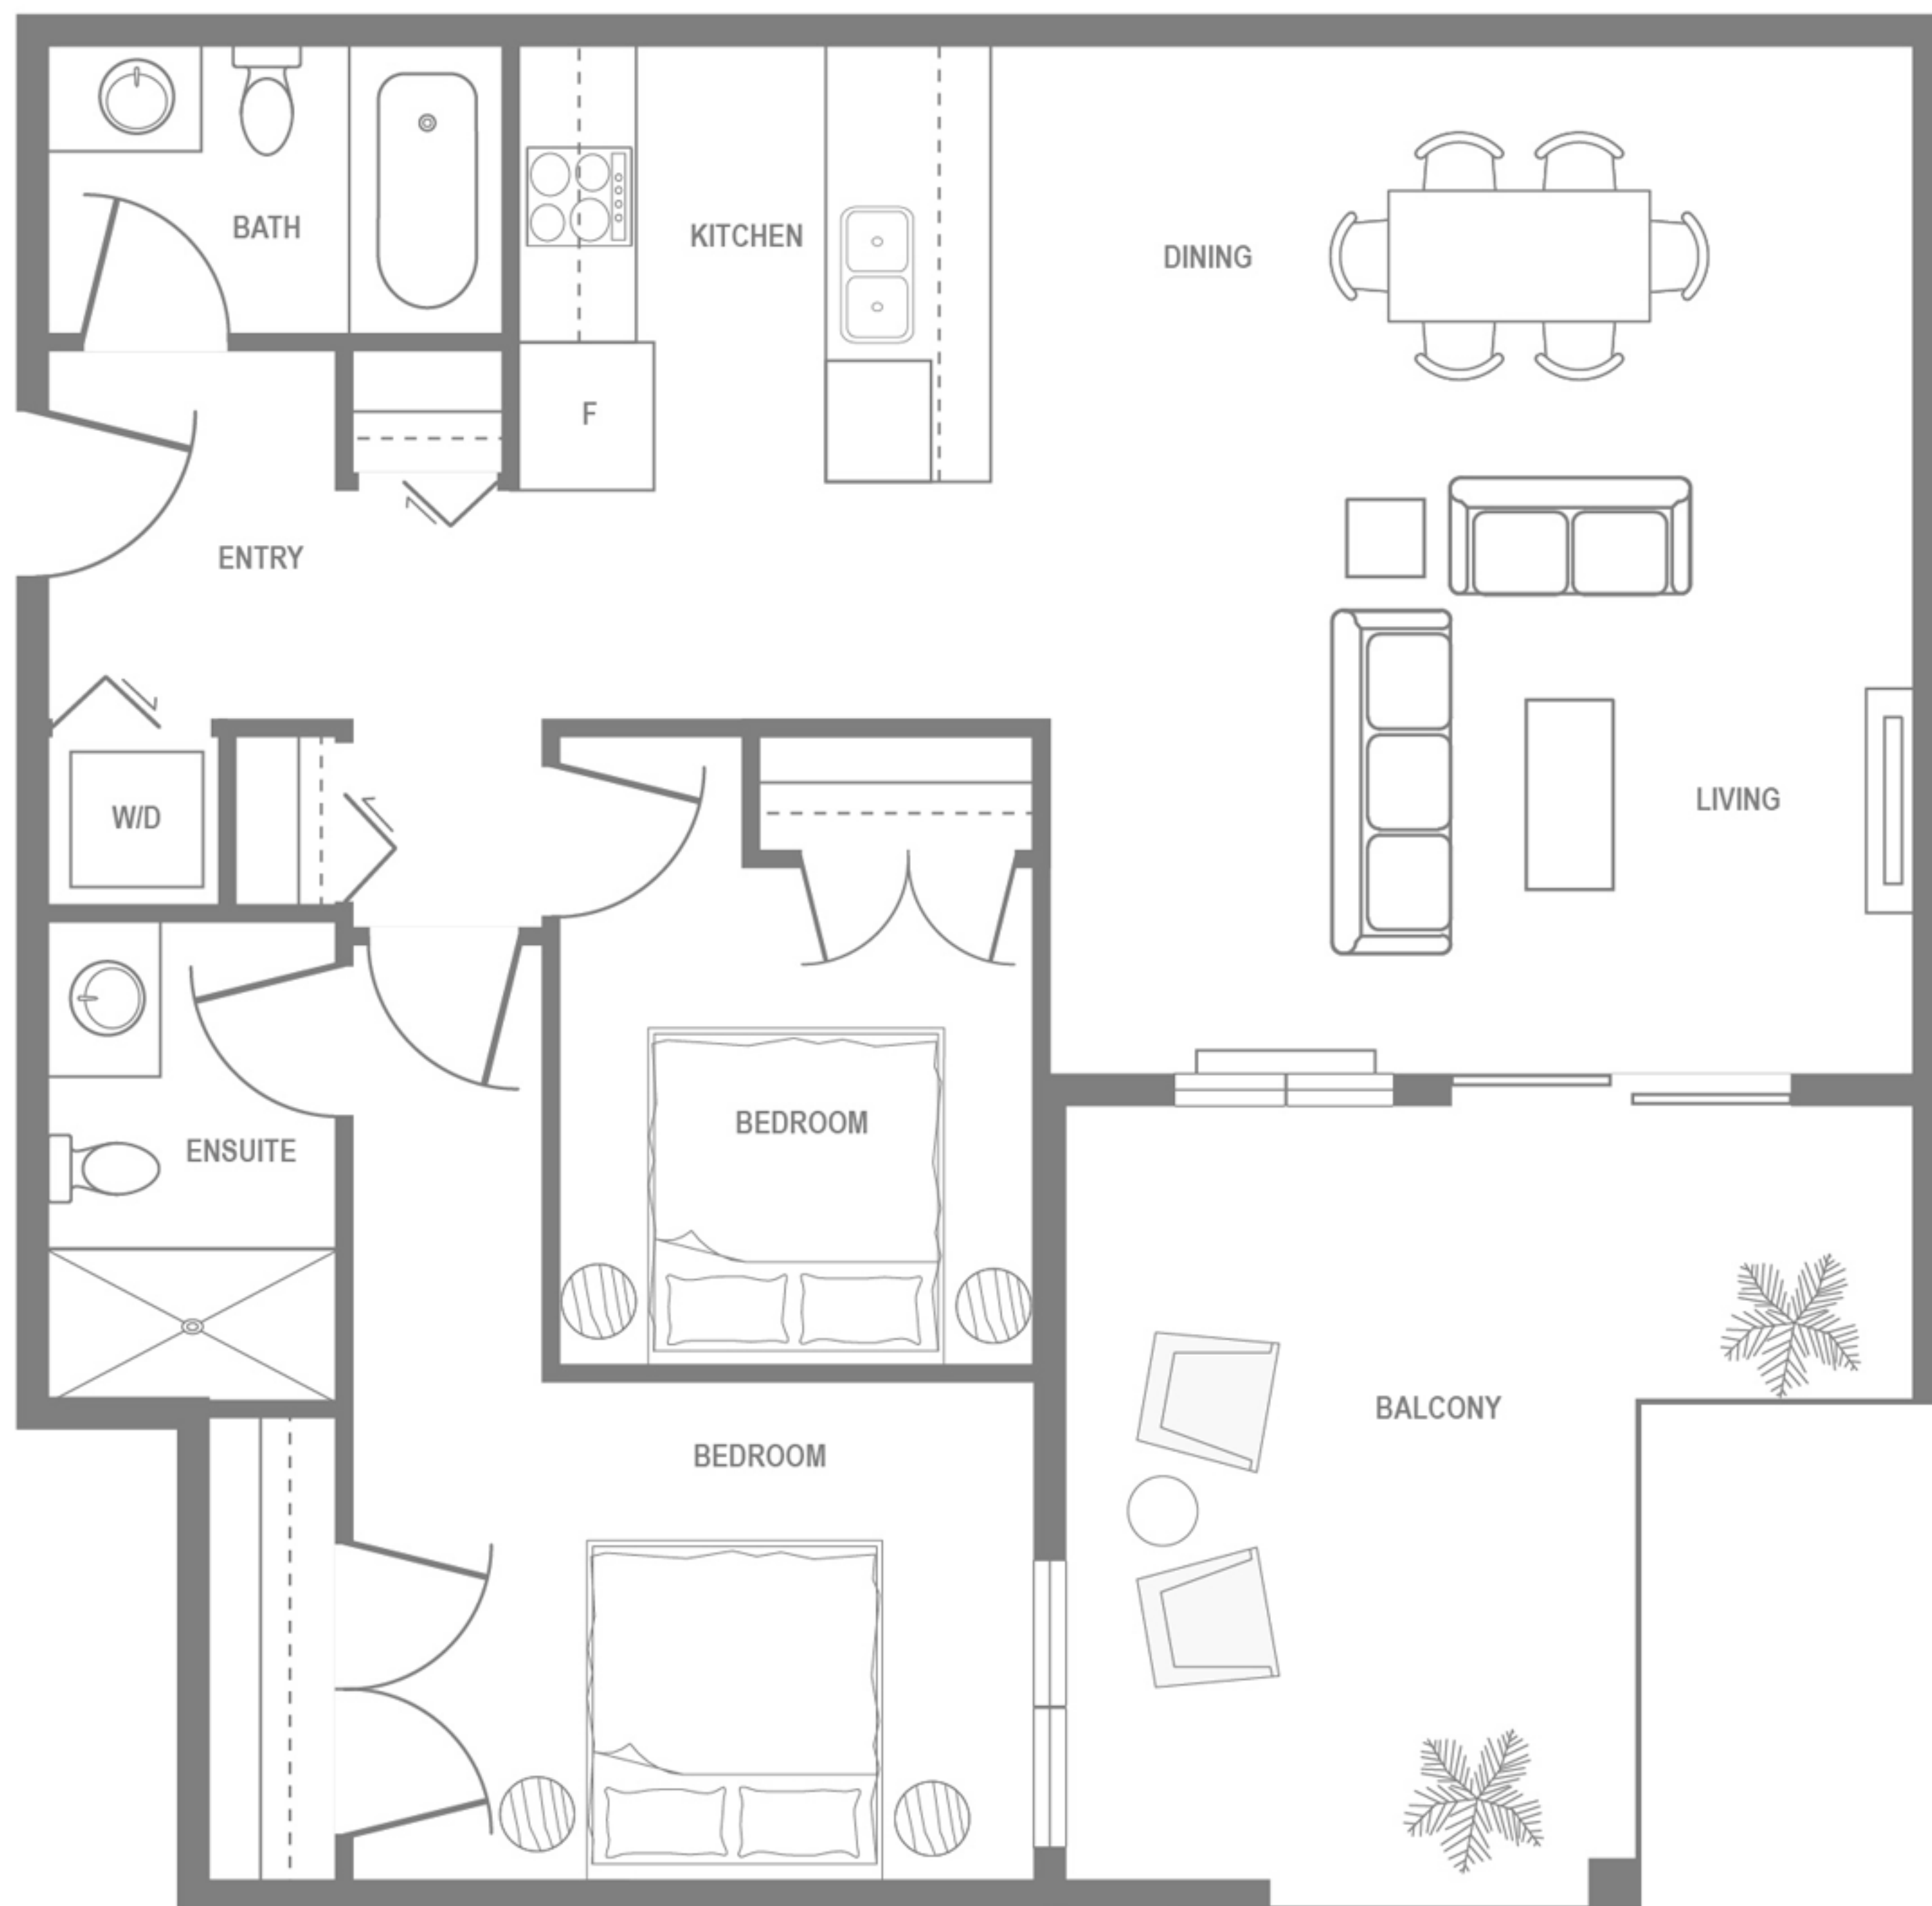 BATH
KITCHEN
DINING
F
ENTRY
W/D
LIVING
BEDROOM
ENSUITE
BALCONY
BEDROOM